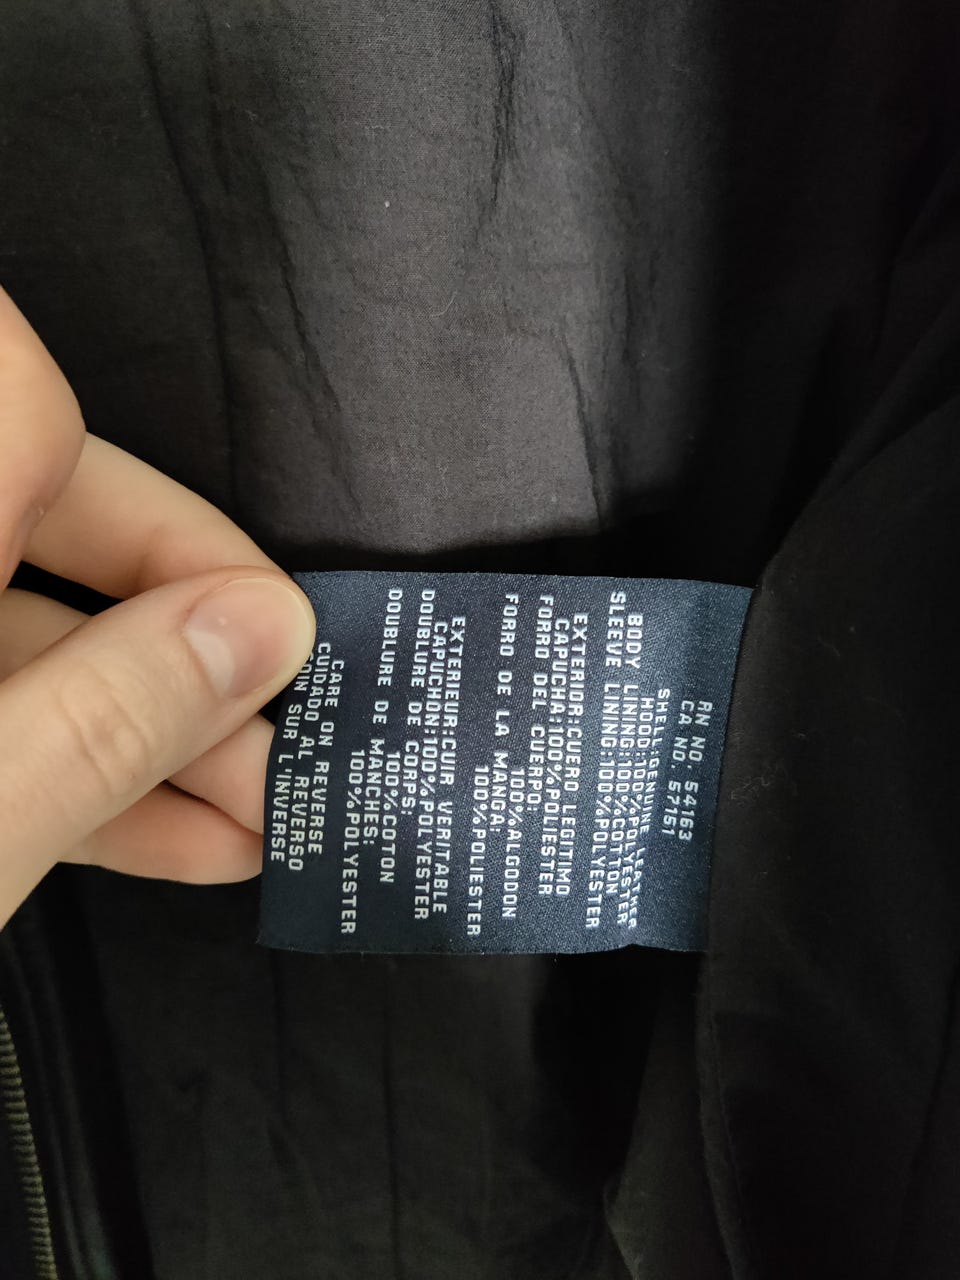 RN NO. 54163
CA NO. 57151
SHELL:GENUINE LEATHER
HOOD:100%POLYESTER
BODY LINING:100%COTTON
SLEEVE LINING:100%POLYESTER
EXTERIOR:CUERO LEGITIMO
CAPUCHA:100%POLIESTER
FORRO DEL CUERPO:
100%ALGODON
FORRO DE LA MANGA:
100%POLIESTER
EXTERIEUR:CUIR VERITABLE
CAPUCHON:100%POLYESTER
DOUBLURE DE CORPS:
100%COTON
DOUBLURE DE MANCHES:
100%POLYESTER
CARE ON REVERSE
CUIDADO AL REVERSO
SOIN SUR L'INVERSE